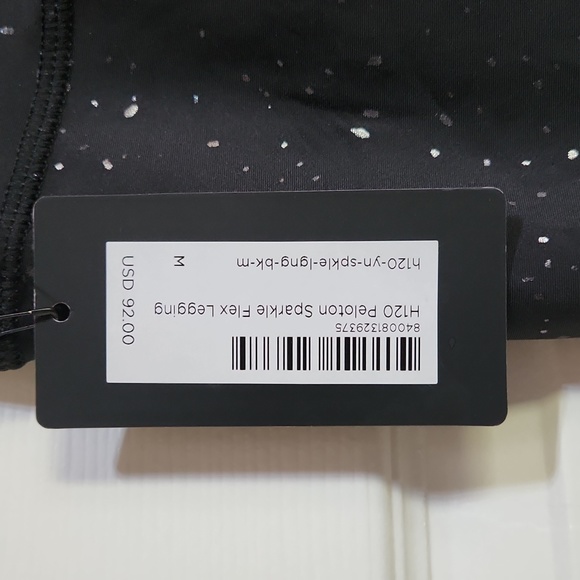 840081329375
H120 Peloton Sparkle Flex Legging
M
h120-yn-spkle-lgng-bk-m
USD 92.00